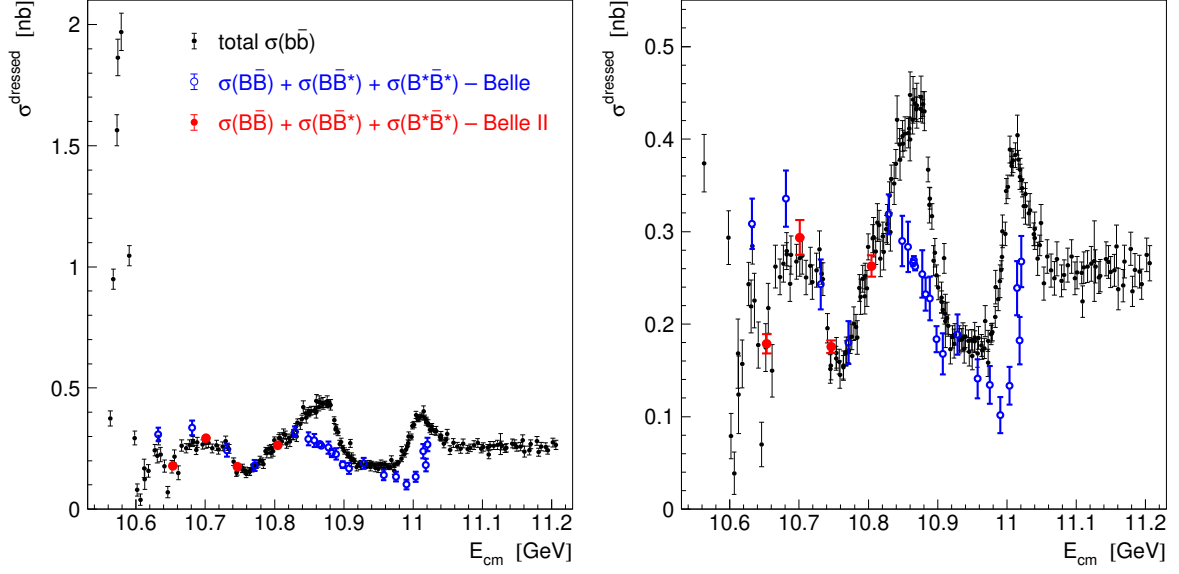 σ^dressed [nb]
2
1.5
1
0.5
0
total σ(bb̄)
σ(BB̄) + σ(BB̄*) + σ(B*B̄*) – Belle
σ(BB̄) + σ(BB̄*) + σ(B*B̄*) – Belle II
10.6 10.7 10.8 10.9 11 11.1 11.2
E_cm [GeV]
σ^dressed [nb]
0.5
0.4
0.3
0.2
0.1
0
10.6 10.7 10.8 10.9 11 11.1 11.2
E_cm [GeV]